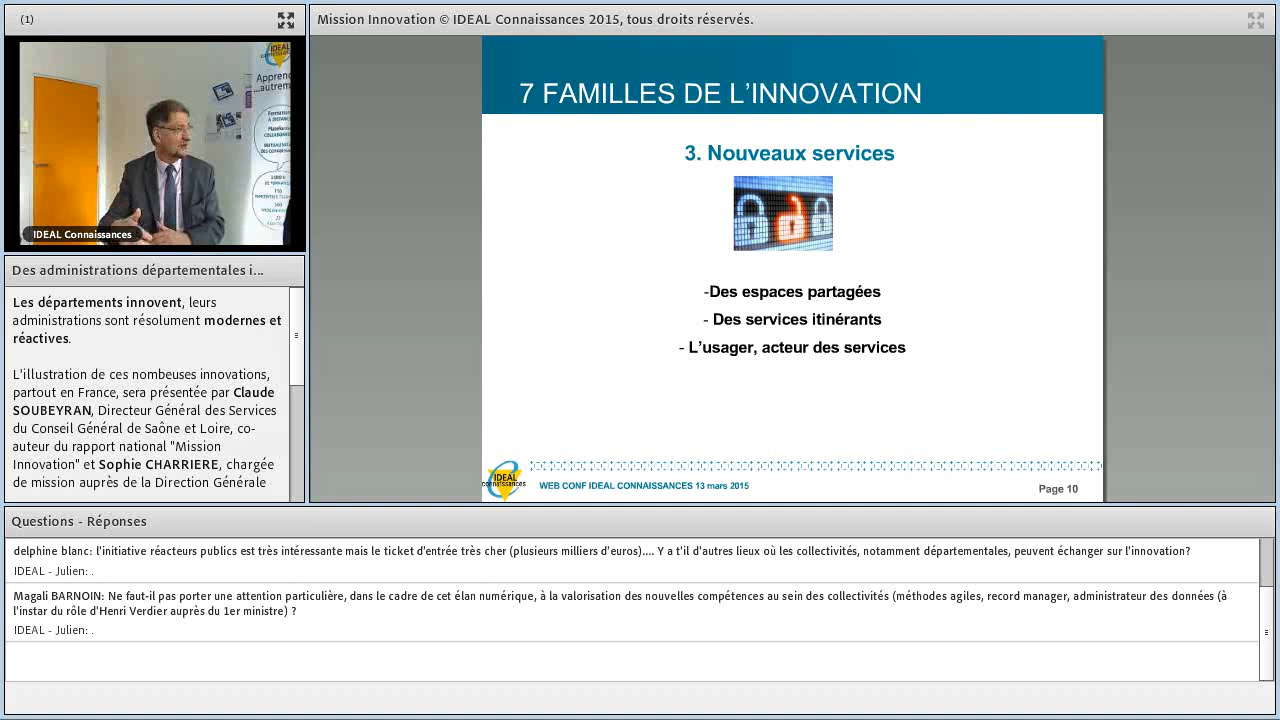 (1)
Mission Innovation © IDEAL Connaissances 2015, tous droits réservés.
IDEAL
Apprend
...autrem
IDEAL Connaissances
7 FAMILLES DE L'INNOVATION
3. Nouveaux services
-Des espaces partagées
- Des services itinérants
- L'usager, acteur des services
IDEAL
connaissances
WEB CONF IDEAL CONNAISSANCES 13 mars 2015
Page 10
Des administrations départementales i...
Les départements innovent, leurs
administrations sont résolument modernes et
réactives.
L'illustration de ces nombeuses innovations,
partout en France, sera présentée par Claude
SOUBEYRAN, Directeur Général des Services
du Conseil Général de Saône et Loire, co-
auteur du rapport national "Mission
Innovation" et Sophie CHARRIERE, chargée
de mission auprès de la Direction Générale
Questions - Réponses
delphine blanc: l'initiative réacteurs publics est très intéressante mais le ticket d'entrée très cher (plusieurs milliers d'euros).... Y a t'il d'autres lieux où les collectivités, notamment départementales, peuvent échanger sur l'innovation?
IDEAL - Julien: .
Magali BARNOIN: Ne faut-il pas porter une attention particulière, dans le cadre de cet élan numérique, à la valorisation des nouvelles compétences au sein des collectivités (méthodes agiles, record manager, administrateur des données (à
l'instar du rôle d'Henri Verdier auprès du 1er ministre) ?
IDEAL - Julien: .